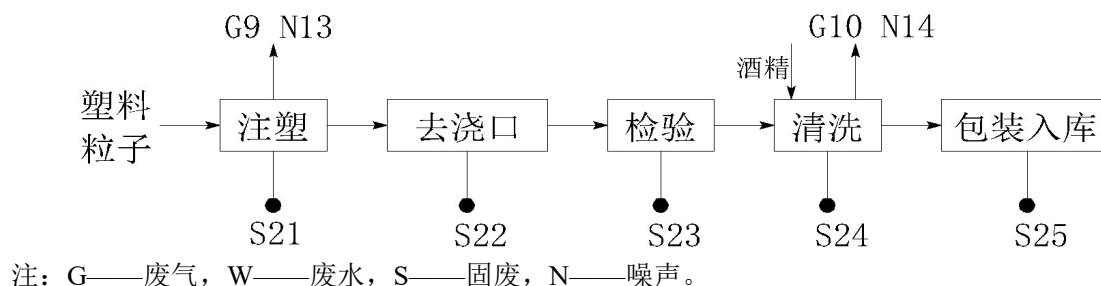 G9 N13
G10 N14
酒精
塑料
粒子
注塑
去浇口
检验
清洗
包装入库
S21
S22
S23
S24
S25
注：G——废气，W——废水，S——固废，N——噪声。